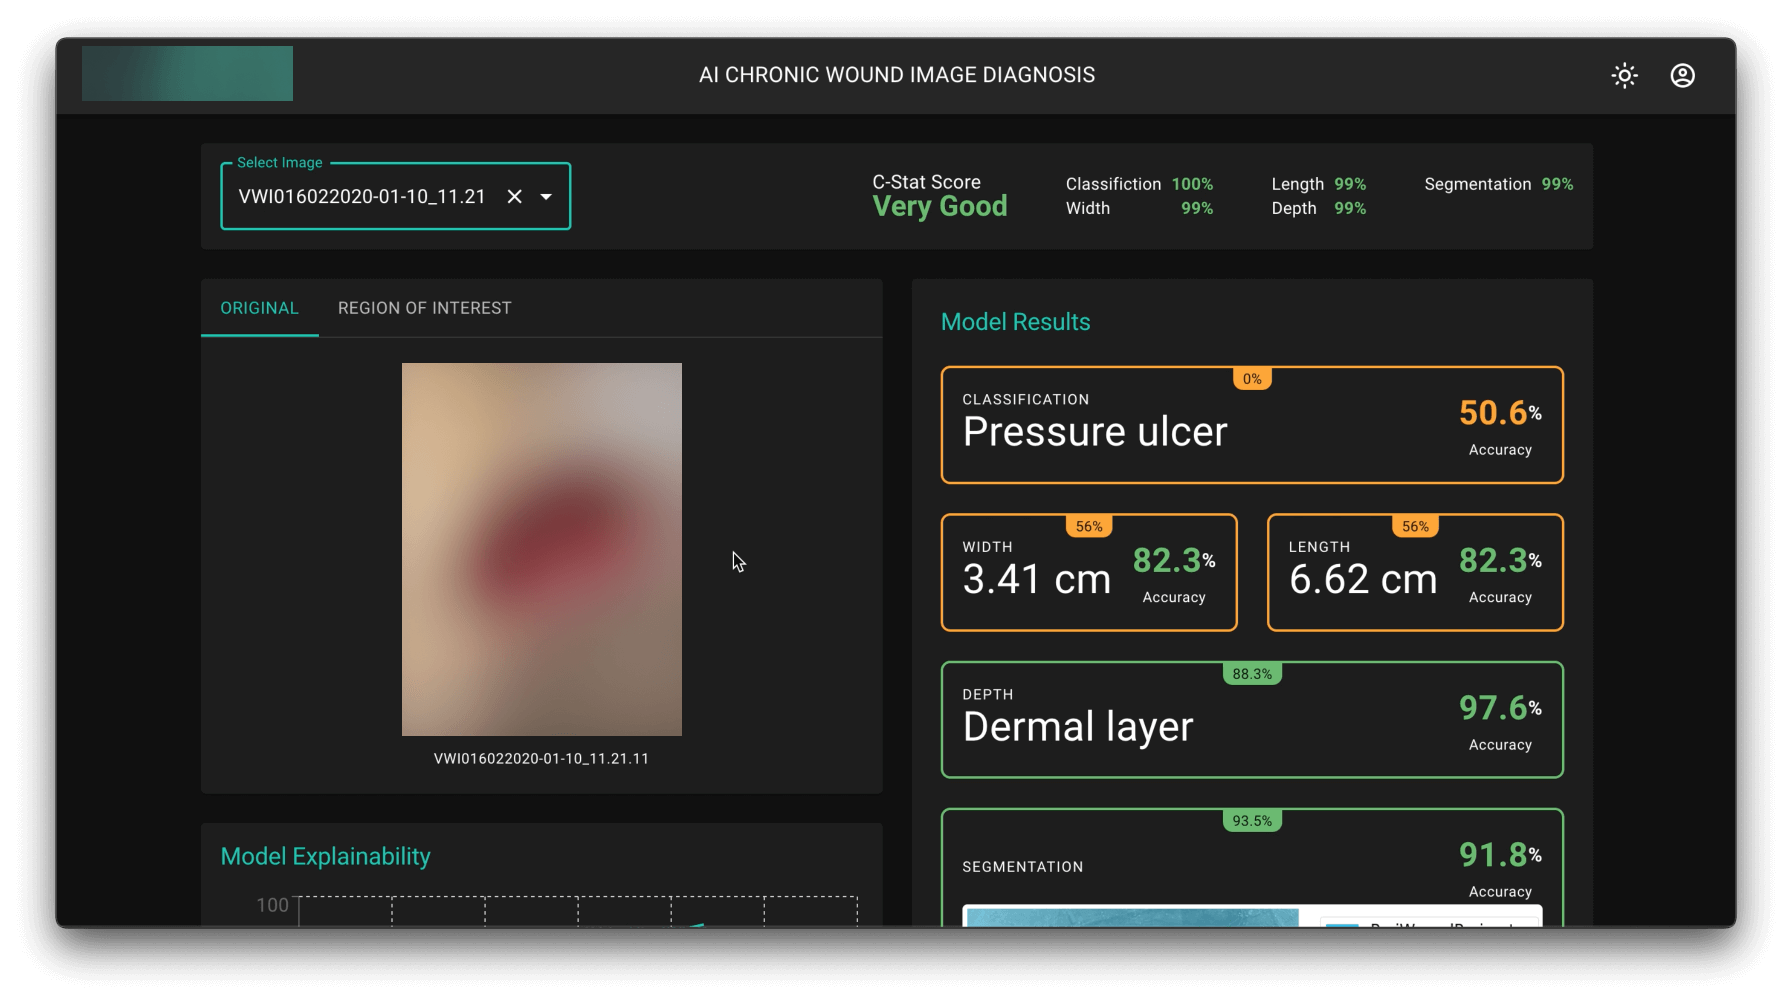 AI CHRONIC WOUND IMAGE DIAGNOSIS
Select Image
VWI016022020-01-10_11.21
C-Stat Score
Very Good
Classifiction 100%
Width 99%
Length 99%
Depth 99%
Segmentation 99%
ORIGINAL
REGION OF INTEREST
VWI016022020-01-10_11.21.11
Model Explainability
100
Model Results
0%
CLASSIFICATION
Pressure ulcer
50.6%
Accuracy
56%
WIDTH
3.41 cm
82.3%
Accuracy
56%
LENGTH
6.62 cm
82.3%
Accuracy
88.3%
DEPTH
Dermal layer
97.6%
Accuracy
93.5%
SEGMENTATION
91.8%
Accuracy